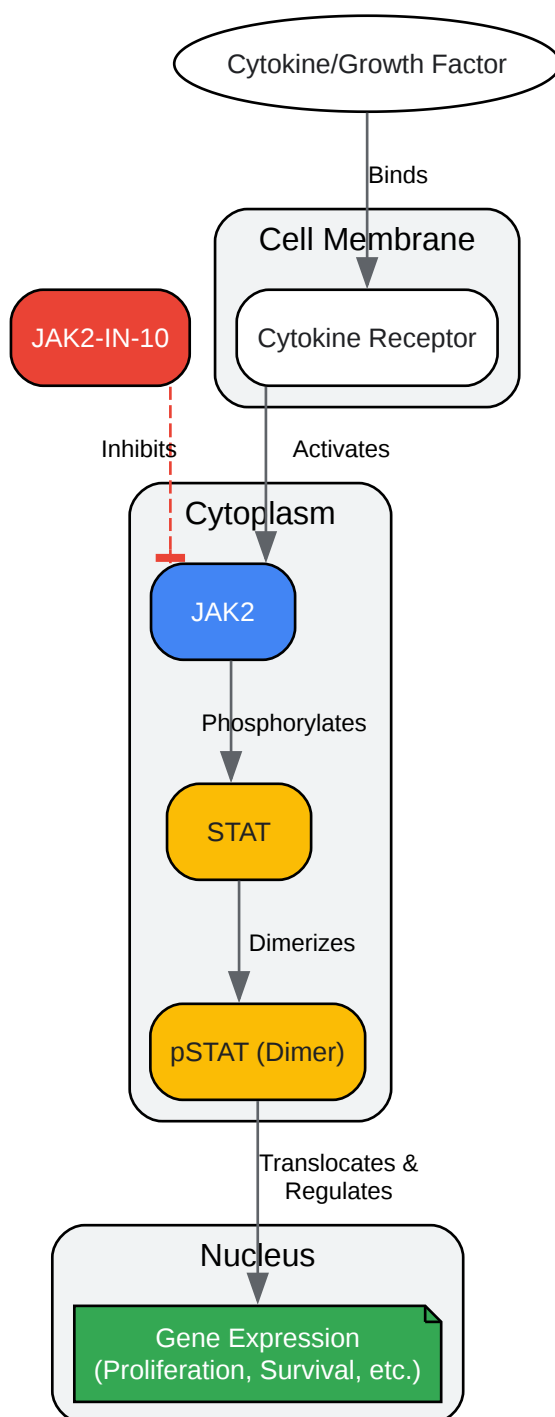 Cytokine/Growth Factor
Binds
Cell Membrane
JAK2-IN-10
Cytokine Receptor
Inhibits
Activates
Cytoplasm
JAK2
Phosphorylates
STAT
Dimerizes
pSTAT (Dimer)
Translocates &
Regulates
Nucleus
Gene Expression
(Proliferation, Survival, etc.)